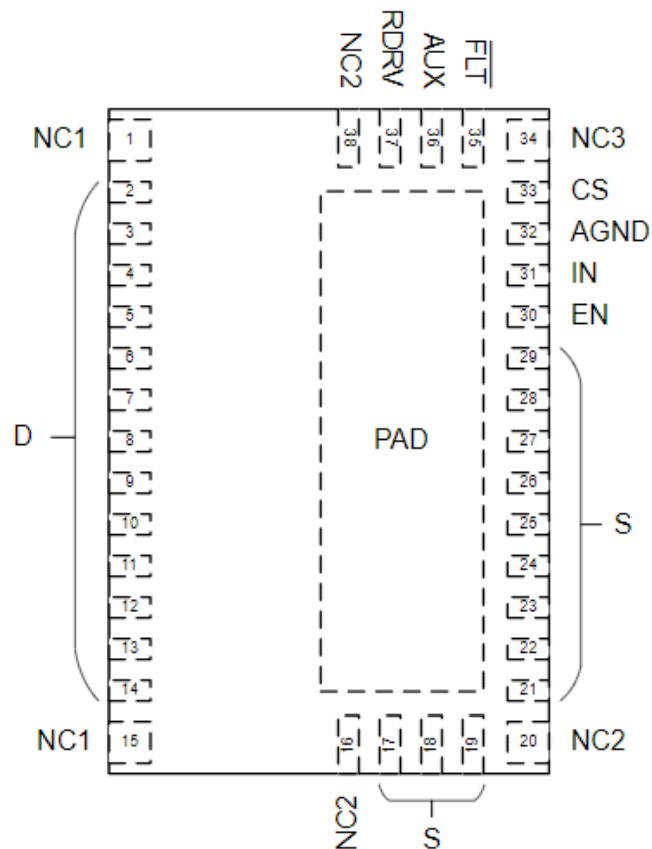 NC2 RDRV AUX FLT
38 37 36 35
NC1 1 34 NC3
2 33 CS
3 32 AGND
4 31 IN
5 30 EN
6 29
7 28
D 8 PAD 27
9 26
10 25 S
11 24
12 23
13 22
14 21
NC1 15 20 NC2
16 17 18 19
NC2 S